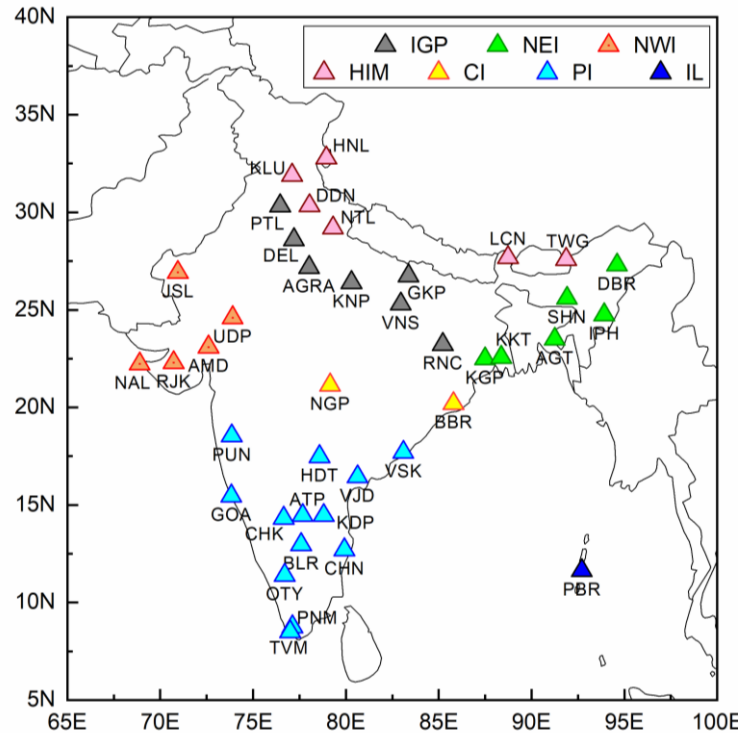 40N
IGP NEI NWI
HIM CI PI IL
35N
HNL
KLU
DDN
30N
PTL
NTL
DEL
LCN TWG
AGRA
DBR
JSL
KNP
GKP
25N
VNS
SHN
UDP
IPH
RNC
KKT
AGT
AMD
NAL
RJK
KGP
NGP
20N
BBR
PUN
HDT
VSK
VJD
15N
GOA
ATP
CHK
KDP
BLR
CHN
OTY
PBR
10N
PNM
TVM
5N
65E 70E 75E 80E 85E 90E 95E 100E